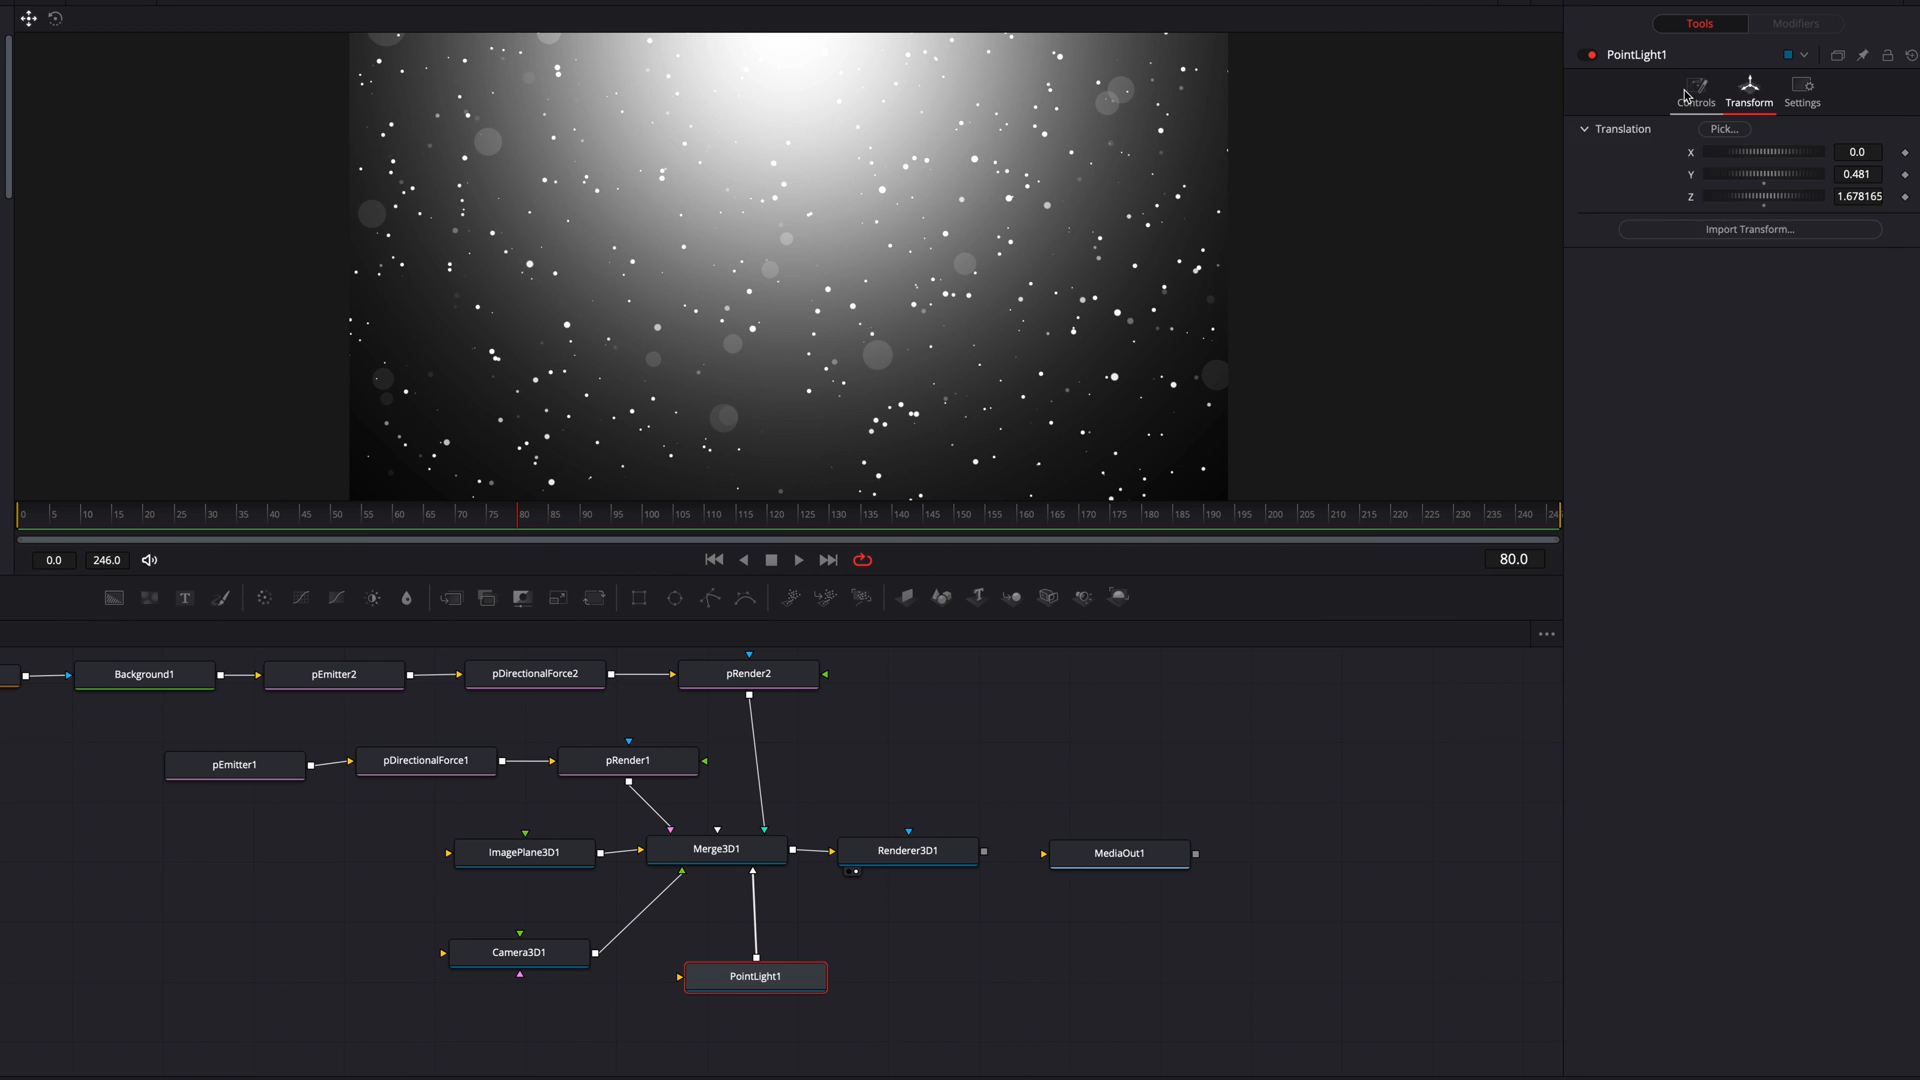 Tools Modifiers
PointLight1
Controls Transform Settings
Translation Pick...
X 0.0
Y 0.481
Z 1.678165
Import Transform...
0 5 10 15 20 25 30 35 40 45 50 55 60 65 70 75 80 85 90 95 100 105 110 115 120 125 130 135 140 145 150 155 160 165 170 175 180 185 190 195 200 205 210 215 220 225 230 235 240 24
0.0 246.0 80.0
T
T
Background1 pEmitter2 pDirectionalForce2 pRender2
pEmitter1 pDirectionalForce1 pRender1
ImagePlane3D1 Merge3D1 Renderer3D1 MediaOut1
Camera3D1
PointLight1